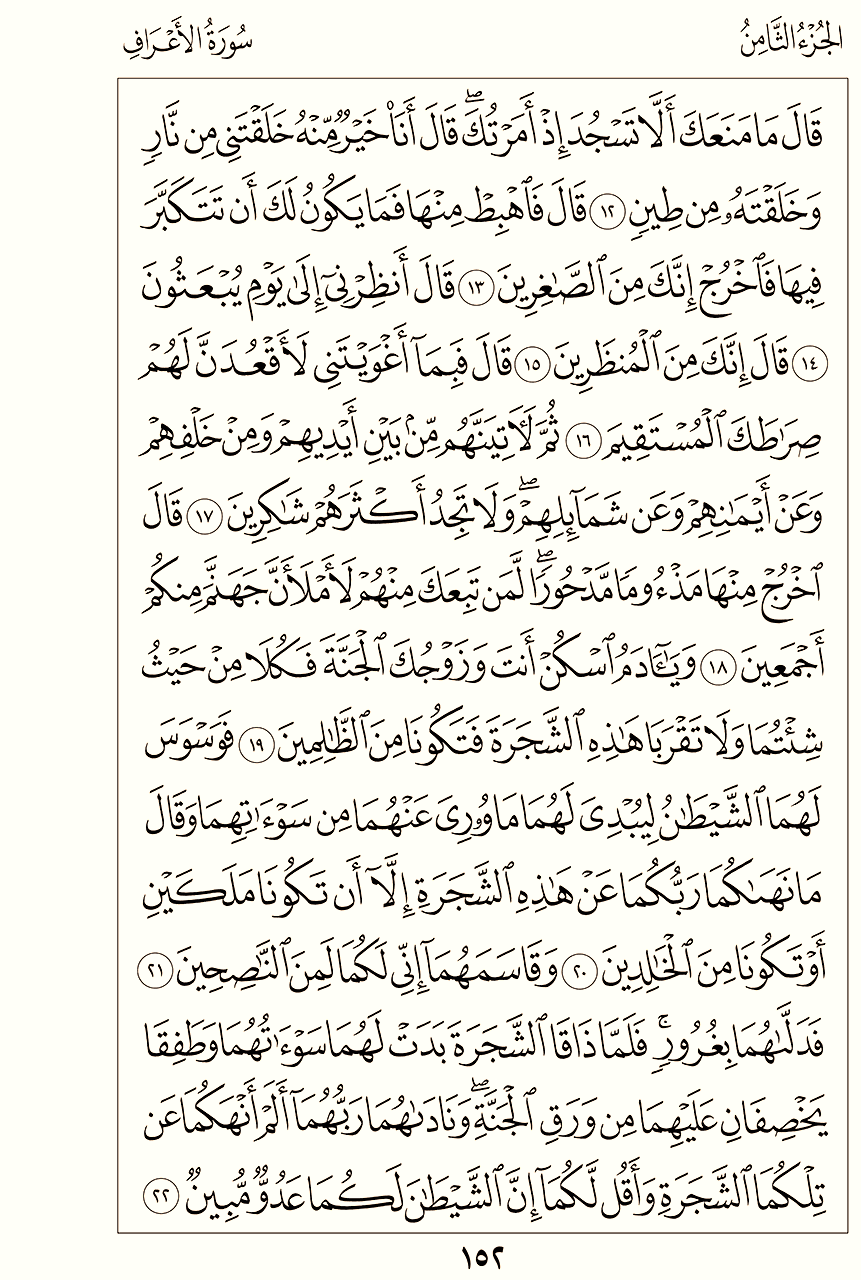 الجُزْءُ الثَّامِنُ
سُورَةُ الأَعْرَافِ
قَالَ مَا مَنَعَكَ أَلَّا تَسْجُدَ إِذْ أَمَرْتُكَۖ قَالَ أَنَا۠ خَيْرٌ مِّنْهُ خَلَقْتَنِى مِن نَّارٍ
وَخَلَقْتَهُۥ مِن طِينٍ ١٢ قَالَ فَٱهْبِطْ مِنْهَا فَمَا يَكُونُ لَكَ أَن تَتَكَبَّرَ
فِيهَا فَٱخْرُجْ إِنَّكَ مِنَ ٱلصَّٰغِرِينَ ١٣ قَالَ أَنظِرْنِىٓ إِلَىٰ يَوْمِ يُبْعَثُونَ
١٤ قَالَ إِنَّكَ مِنَ ٱلْمُنظَرِينَ ١٥ قَالَ فَبِمَآ أَغْوَيْتَنِى لَأَقْعُدَنَّ لَهُمْ
صِرَٰطَكَ ٱلْمُسْتَقِيمَ ١٦ ثُمَّ لَءَاتِيَنَّهُم مِّنۢ بَيْنِ أَيْدِيهِمْ وَمِنْ خَلْفِهِمْ
وَعَنْ أَيْمَٰنِهِمْ وَعَن شَمَآئِلِهِمْۖ وَلَا تَجِدُ أَكْثَرَهُمْ شَٰكِرِينَ ١٧ قَالَ
ٱخْرُجْ مِنْهَا مَذْءُومًا مَّدْحُورًاۖ لَّمَن تَبِعَكَ مِنْهُمْ لَأَمْلَأَنَّ جَهَنَّمَ مِنكُمْ
أَجْمَعِينَ ١٨ وَيَٰٓـَٔادَمُ ٱسْكُنْ أَنتَ وَزَوْجُكَ ٱلْجَنَّةَ فَكُلَا مِنْ حَيْثُ
شِئْتُمَا وَلَا تَقْرَبَا هَٰذِهِ ٱلشَّجَرَةَ فَتَكُونَا مِنَ ٱلظَّٰلِمِينَ ١٩ فَوَسْوَسَ
لَهُمَا ٱلشَّيْطَٰنُ لِيُبْدِىَ لَهُمَا مَا وُۥرِىَ عَنْهُمَا مِن سَوْءَٰتِهِمَا وَقَالَ
مَا نَهَىٰكُمَا رَبُّكُمَا عَنْ هَٰذِهِ ٱلشَّجَرَةِ إِلَّآ أَن تَكُونَا مَلَكَيْنِ
أَوْ تَكُونَا مِنَ ٱلْخَٰلِدِينَ ٢٠ وَقَاسَمَهُمَآ إِنِّى لَكُمَا لَمِنَ ٱلنَّٰصِحِينَ ٢١
فَدَلَّىٰهُمَا بِغُرُورٍۚ فَلَمَّا ذَاقَا ٱلشَّجَرَةَ بَدَتْ لَهُمَا سَوْءَٰتُهُمَا وَطَفِقَا
يَخْصِفَانِ عَلَيْهِمَا مِن وَرَقِ ٱلْجَنَّةِۖ وَنَادَىٰهُمَا رَبُّهُمَآ أَلَمْ أَنْهَكُمَا عَن
تِلْكُمَا ٱلشَّجَرَةِ وَأَقُل لَّكُمَآ إِنَّ ٱلشَّيْطَٰنَ لَكُمَا عَدُوٌّ مُّبِينٌ ٢٢
١٥٢